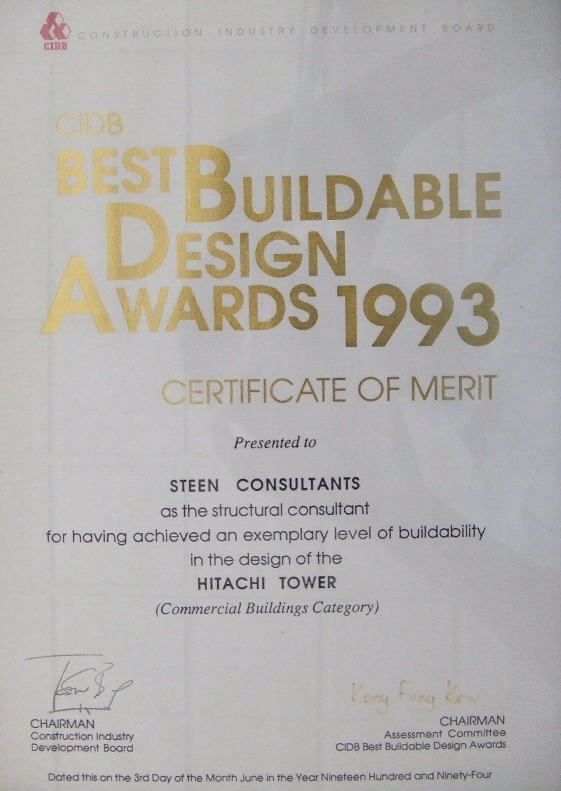 CIDB
CONSTRUCTION INDUSTRY DEVELOPMENT BOARD
CIDB
BEST BUILDABLE
DESIGN
AWARDS 1993
CERTIFICATE OF MERIT
Presented to
STEEN CONSULTANTS
as the structural consultant
for having achieved an exemplary level of buildability
in the design of the
HITACHI TOWER
(Commercial Buildings Category)
Kong Fung Kew
CHAIRMAN
Construction Industry
Development Board
CHAIRMAN
Assessment Committee
CIDB Best Buildable Design Awards
Dated this on the 3rd Day of the Month June in the Year Nineteen Hundred and Ninety-Four